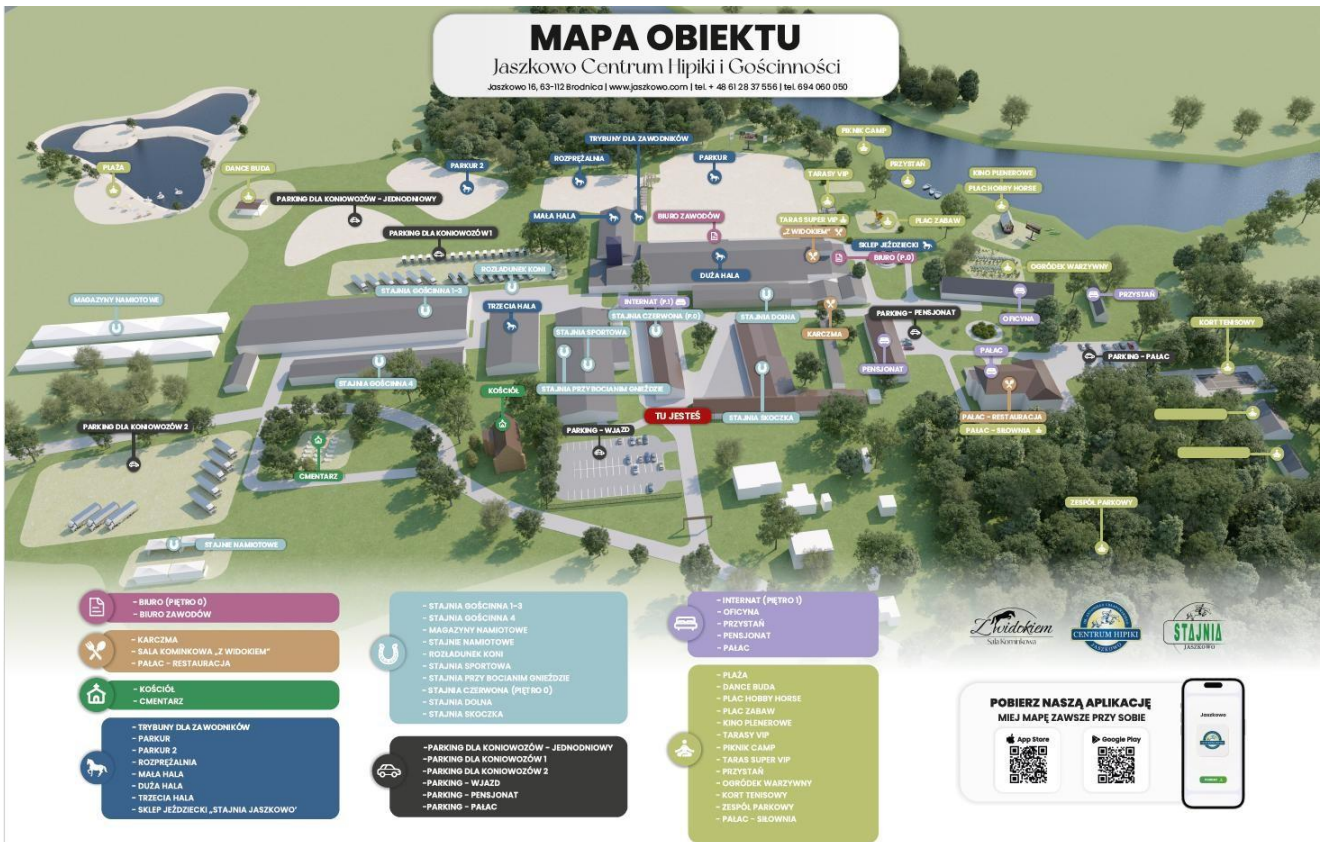 MAPA OBIEKTU
Jaszkowo Centrum Hipiki i Gościnności
Jaszkowo 16, 63-112 Brodnica | www.jaszkowo.com | tel. + 48 61 28 37 556 | tel. 694 060 050
TRYBUNY DLA ZAWODNIKÓW
PIKNIK CAMP
PLAŻA
DANCE BUDA
PARKUR 2
ROZPRĘŻALNIA
PARKUR
TARASY VIP
PRZYSTAŃ
KINO PLENEROWE
PLAC HOBBY HORSE
PARKING DLA KONIOWOZÓW - JEDNODNIOWY
MAŁA HALA
BIURO ZAWODÓW
TARAS SUPER VIP
„Z WIDOKIEM”
PLAC ZABAW
PARKING DLA KONIOWOZÓW 1
SKLEP JEŹDZIECKI
BIURO (P.0)
ROZŁADUNEK KONI
DUŻA HALA
OGRÓDEK WARZYWNY
MAGAZYNY NAMIOTOWE
STAJNIA GOŚCINNA 1-3
TRZECIA HALA
INTERNAT (P.1)
STAJNIA CZERWONA (P.0)
STAJNIA DOLNA
PARKING - PENSJONAT
OFICYNA
PRZYSTAŃ
STAJNIA SPORTOWA
KARCZMA
KORT TENISOWY
STAJNIA GOŚCINNA 4
STAJNIA PRZY BOCIANIM GNIEŹDZIE
PENSJONAT
PAŁAC
PARKING - PAŁAC
KOŚCIÓŁ
TU JESTEŚ
STAJNIA SKOCZKA
PAŁAC - RESTAURACJA
PAŁAC - SIŁOWNIA
PARKING DLA KONIOWOZÓW 2
PARKING - WJAZD
CMENTARZ
ZESPÓŁ PARKOWY
STAJNIE NAMIOTOWE
- BIURO (PIĘTRO 0)
- BIURO ZAWODÓW
- KARCZMA
- SALA KOMINKOWA „Z WIDOKIEM”
- PAŁAC - RESTAURACJA
- KOŚCIÓŁ
- CMENTARZ
- TRYBUNY DLA ZAWODNIKÓW
- PARKUR
- PARKUR 2
- ROZPRĘŻALNIA
- MAŁA HALA
- DUŻA HALA
- TRZECIA HALA
- SKLEP JEŹDZIECKI „STAJNIA JASZKOWO’
- STAJNIA GOŚCINNA 1-3
- STAJNIA GOŚCINNA 4
- MAGAZYNY NAMIOTOWE
- STAJNIE NAMIOTOWE
- ROZŁADUNEK KONI
- STAJNIA SPORTOWA
- STAJNIA PRZY BOCIANIM GNIEŹDZIE
- STAJNIA CZERWONA (PIĘTRO 0)
- STAJNIA DOLNA
- STAJNIA SKOCZKA
-PARKING DLA KONIOWOZÓW - JEDNODNIOWY
-PARKING DLA KONIOWOZÓW 1
-PARKING DLA KONIOWOZÓW 2
-PARKING - WJAZD
-PARKING - PENSJONAT
-PARKING - PAŁAC
- INTERNAT (PIĘTRO 1)
- OFICYNA
- PRZYSTAŃ
- PENSJONAT
- PAŁAC
- PLAŻA
- DANCE BUDA
- PLAC HOBBY HORSE
- PLAC ZABAW
- KINO PLENEROWE
- TARASY VIP
- PIKNIK CAMP
- TARAS SUPER VIP
- PRZYSTAŃ
- OGRÓDEK WARZYWNY
- KORT TENISOWY
- ZESPÓŁ PARKOWY
- PAŁAC - SIŁOWNIA
Z widokiem
Sala Kominkowa
CENTRUM HIPIKI
JASZKOWO
STAJNIA
JASZKOWO
POBIERZ NASZĄ APLIKACJĘ
MIEJ MAPĘ ZAWSZE PRZY SOBIE
App Store
Google Play
Jaszkowo